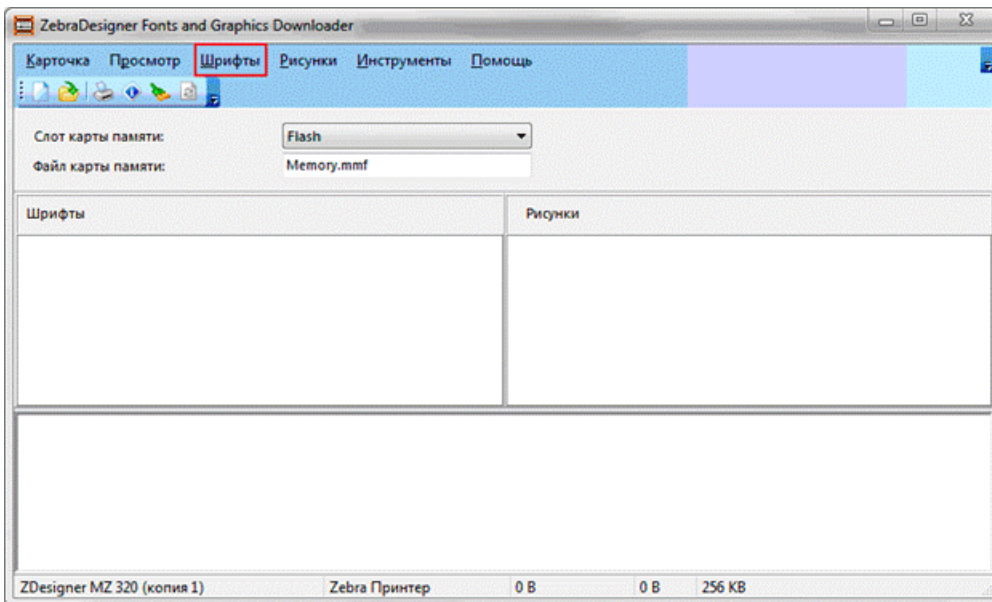 ZebraDesigner Fonts and Graphics Downloader
Карточка Просмотр Шрифты Рисунки Инструменты Помощь
Слот карты памяти: Flash
Файл карты памяти: Memory.mmf
Шрифты Рисунки
ZDesigner MZ 320 (копия 1) Zebra Принтер 0 B 0 B 256 KB